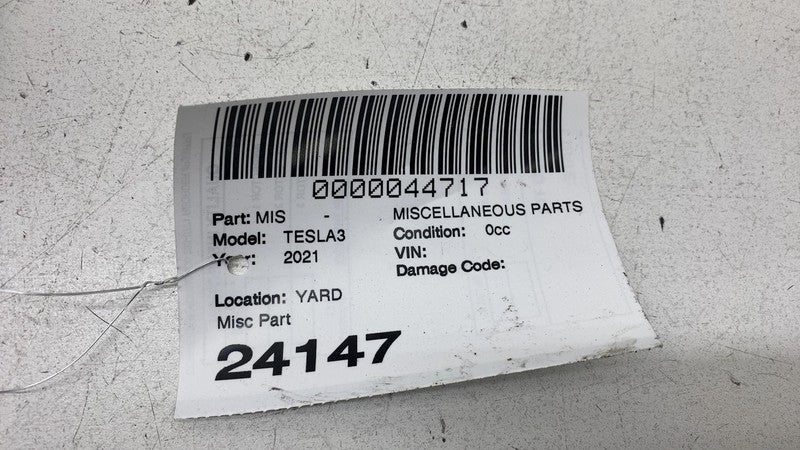 0000044717
Part: MIS - MISCELLANEOUS PARTS
Model: TESLA3 Condition: 0cc
Year: 2021 VIN:
Damage Code:
Location: YARD
Misc Part
24147